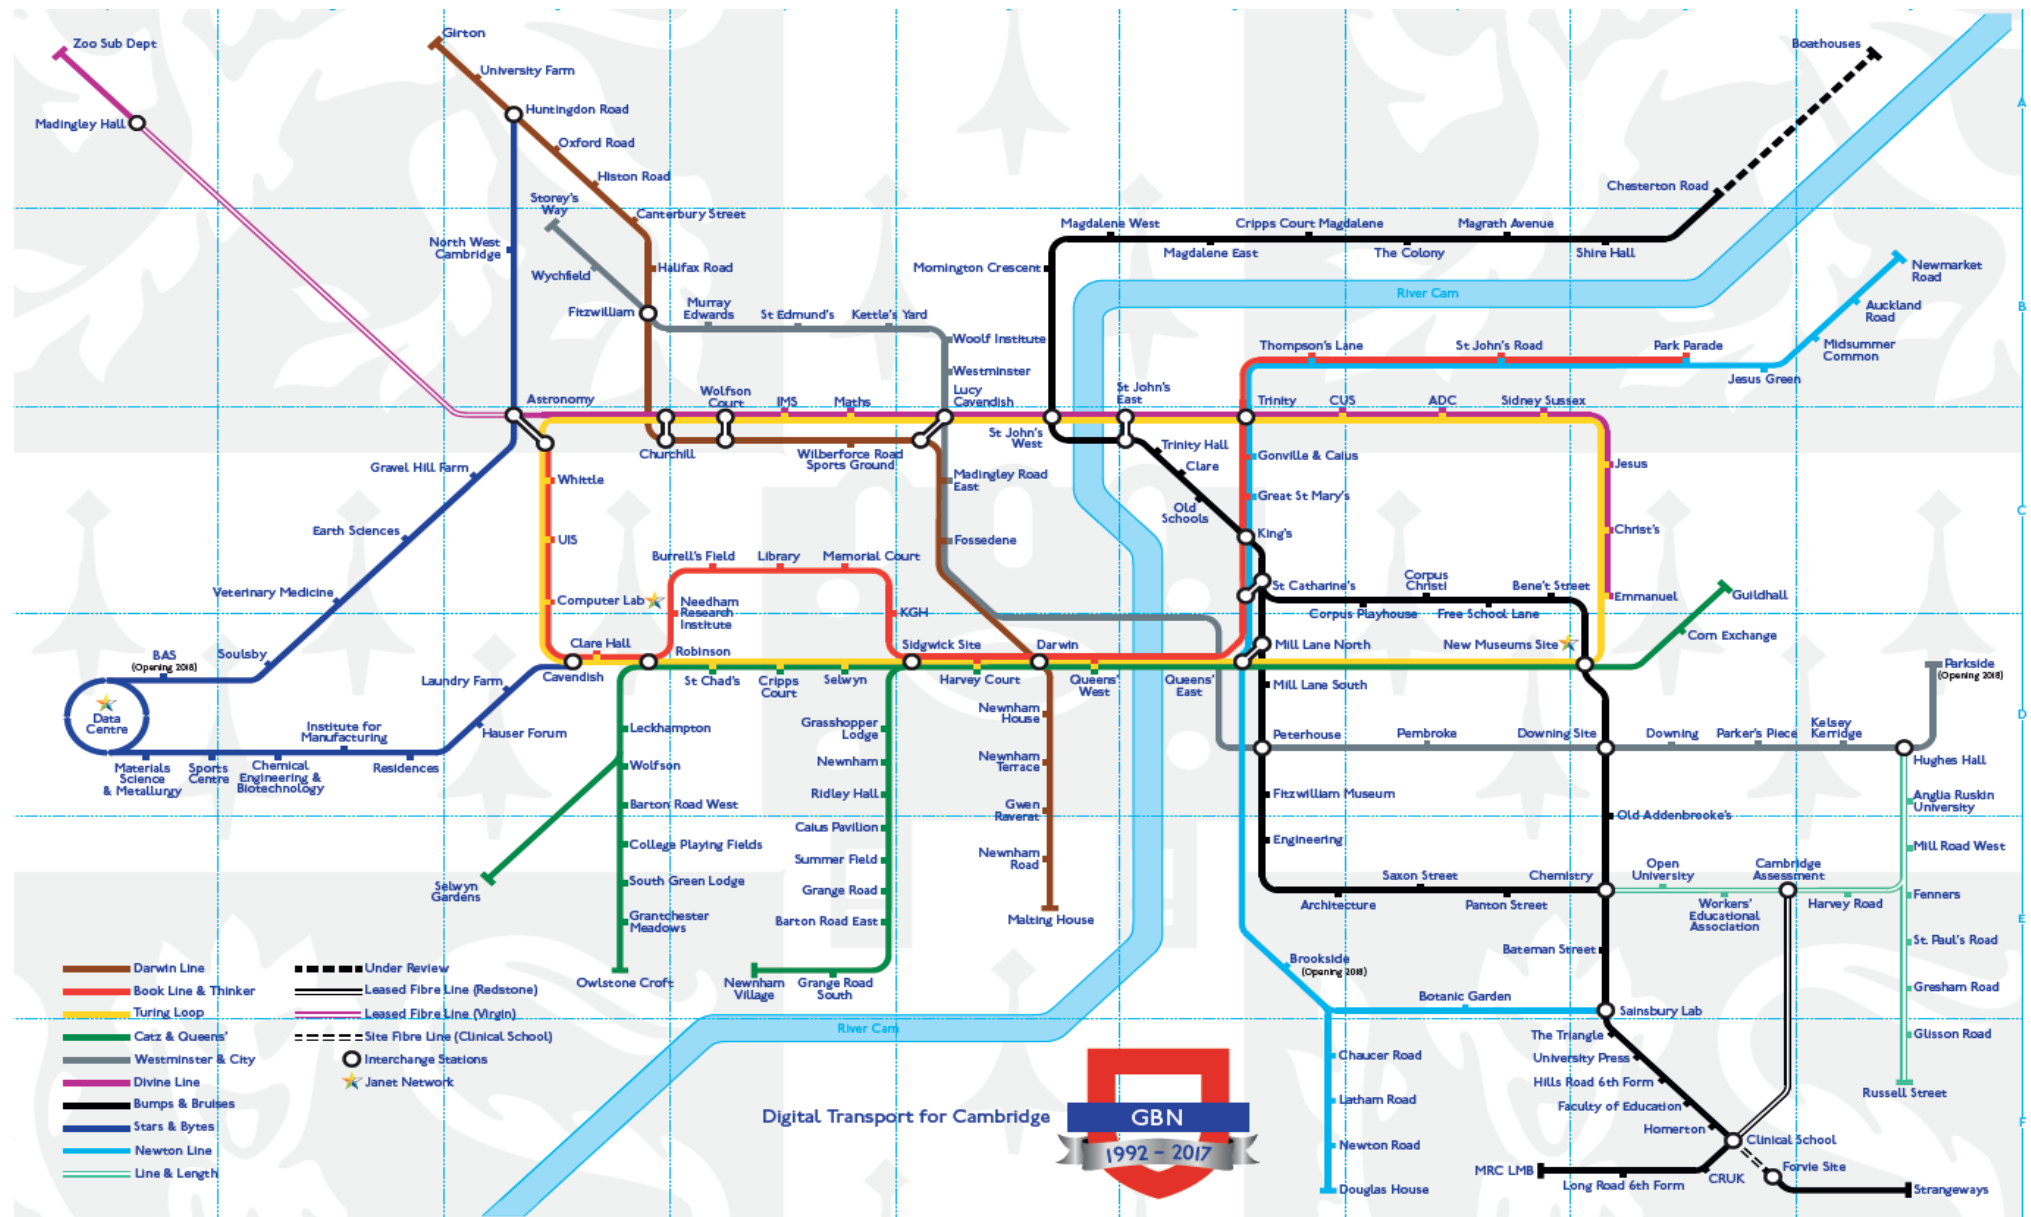 Zoo Sub Dept
Girton
Boathouses
University Farm
A
Madingley Hall
Huntingdon Road
Oxford Road
Histon Road
Chesterton Road
Storey's
Way
Canterbury Street
Magdalene West
Cripps Court Magdalene
Magrath Avenue
North West
Cambridge
Magdalene East
The Colony
Shire Hall
Wychfield
Halifax Road
Mornington Crescent
Newmarket
Road
River Cam
Fitzwilliam
Murray
Edwards
St Edmund's
Kettle's Yard
Auckland
Road
B
Woolf Institute
Thompson's Lane
St John's Road
Park Parade
Midsummer
Common
Westminster
Jesus Green
Astronomy
Wolfson
Court
IMS
Maths
Lucy
Cavendish
St John's
East
Trinity
CUS
ADC
Sidney Sussex
St John's
West
Churchill
Wilberforce Road
Sports Ground
Trinity Hall
Gonville & Caius
Clare
Jesus
Gravel Hill Farm
Whittle
Madingley Road
East
Great St Mary's
Old
Schools
C
Earth Sciences
UIS
Fossedene
King's
Christ's
Burrell's Field
Library
Memorial Court
Veterinary Medicine
Computer Lab
Needham
Research
Institute
KGH
St Catharine's
Corpus
Christi
Bene't Street
Corpus Playhouse
Free School Lane
Emmanuel
Guildhall
Corn Exchange
BAS
(Opening 2018)
Soulsby
Clare Hall
Cavendish
Robinson
Sidgwick Site
Darwin
Mill Lane North
New Museums Site
Parkside
(Opening 2018)
Laundry Farm
St Chad's
Cripps
Court
Selwyn
Harvey Court
Queens'
West
Queens'
East
Mill Lane South
Data
Centre
Institute for
Manufacturing
Hauser Forum
Leckhampton
Grasshopper
Lodge
Newnham
House
Peterhouse
Pembroke
Downing Site
Downing
Parker's Piece
Kelsey
Kerridge
D
Hughes Hall
Materials
Science
& Metallurgy
Sports
Centre
Chemical
Engineering &
Biotechnology
Residences
Wolfson
Newnham
Newnham
Terrace
Barton Road West
Ridley Hall
Gwen
Raverat
Fitzwilliam Museum
Old Addenbrooke's
Anglia Ruskin
University
College Playing Fields
Caius Pavilion
Engineering
Mill Road West
Selwyn
Gardens
South Green Lodge
Summer Field
Newnham
Road
Saxon Street
Chemistry
Open
University
Cambridge
Assessment
Grantchester
Meadows
Grange Road
Architecture
Panton Street
Workers'
Educational
Association
Harvey Road
Fenners
E
Barton Road East
Malting House
Bateman Street
St. Paul's Road
Owlstone Croft
Newnham
Village
Grange Road
South
Brookside
(Opening 2018)
Botanic Garden
Sainsbury Lab
Gresham Road
River Cam
The Triangle
Glisson Road
Chaucer Road
University Press
Hills Road 6th Form
Latham Road
Faculty of Education
Russell Street
Newton Road
Homerton
Clinical School
F
MRC LMB
Long Road 6th Form
CRUK
Forvie Site
Douglas House
Strangeways
Darwin Line
Book Line & Thinker
Turing Loop
Catz & Queens'
Westminster & City
Divine Line
Bumps & Bruises
Stars & Bytes
Newton Line
Line & Length
Under Review
Leased Fibre Line (Redstone)
Leased Fibre Line (Virgin)
Site Fibre Line (Clinical School)
Interchange Stations
Janet Network
Digital Transport for Cambridge
GBN
1992 - 2017